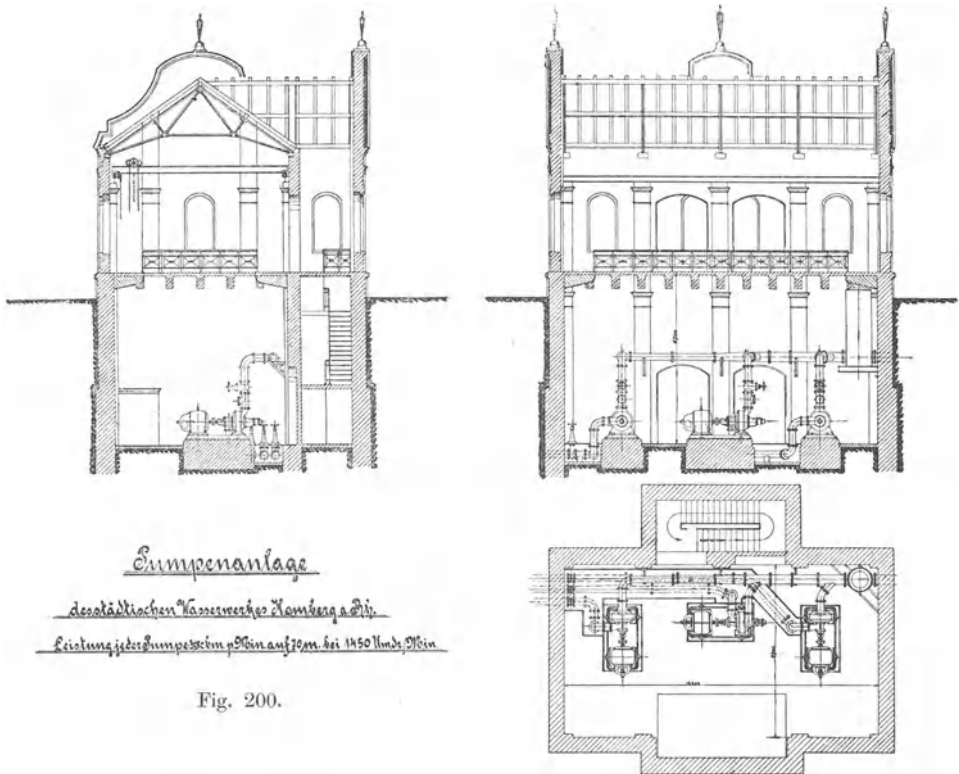 Pumpenanlage
des städtischen Wasserwerkes Homberg a. Rh.
Leistung jeder Pumpe cbm p. Min. auf 70 m. bei 1450 Umdr./Min.
Fig. 200.